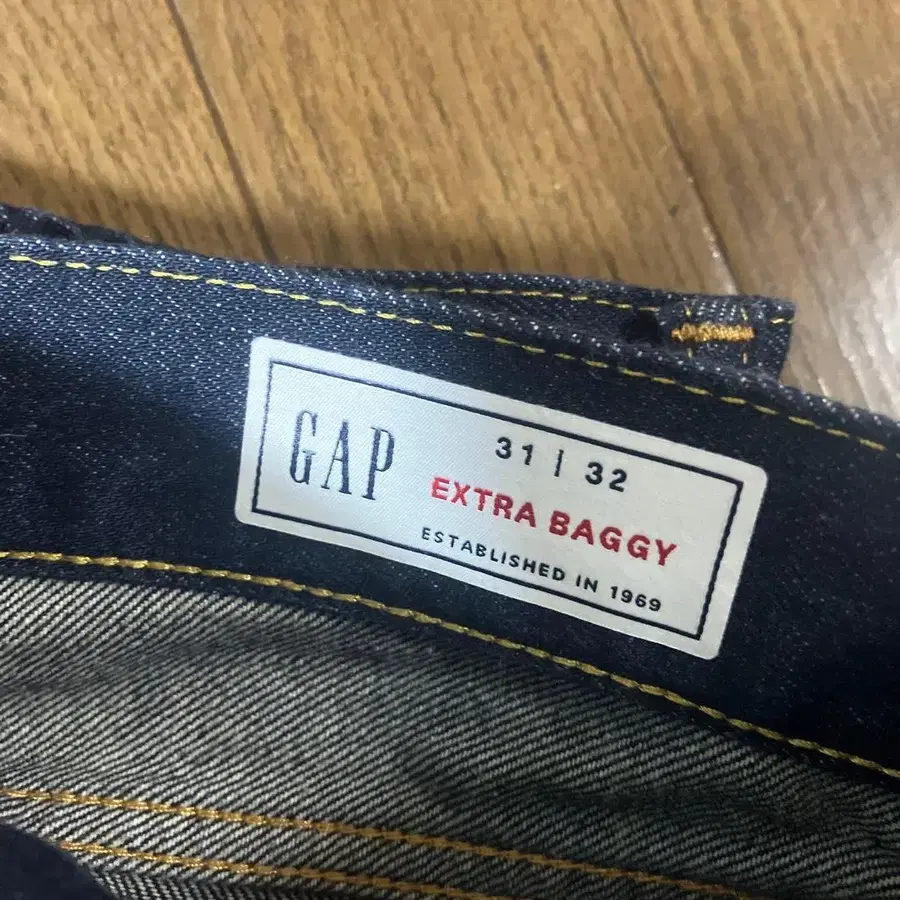 GAP
31 | 32
EXTRA BAGGY
ESTABLISHED IN 1969